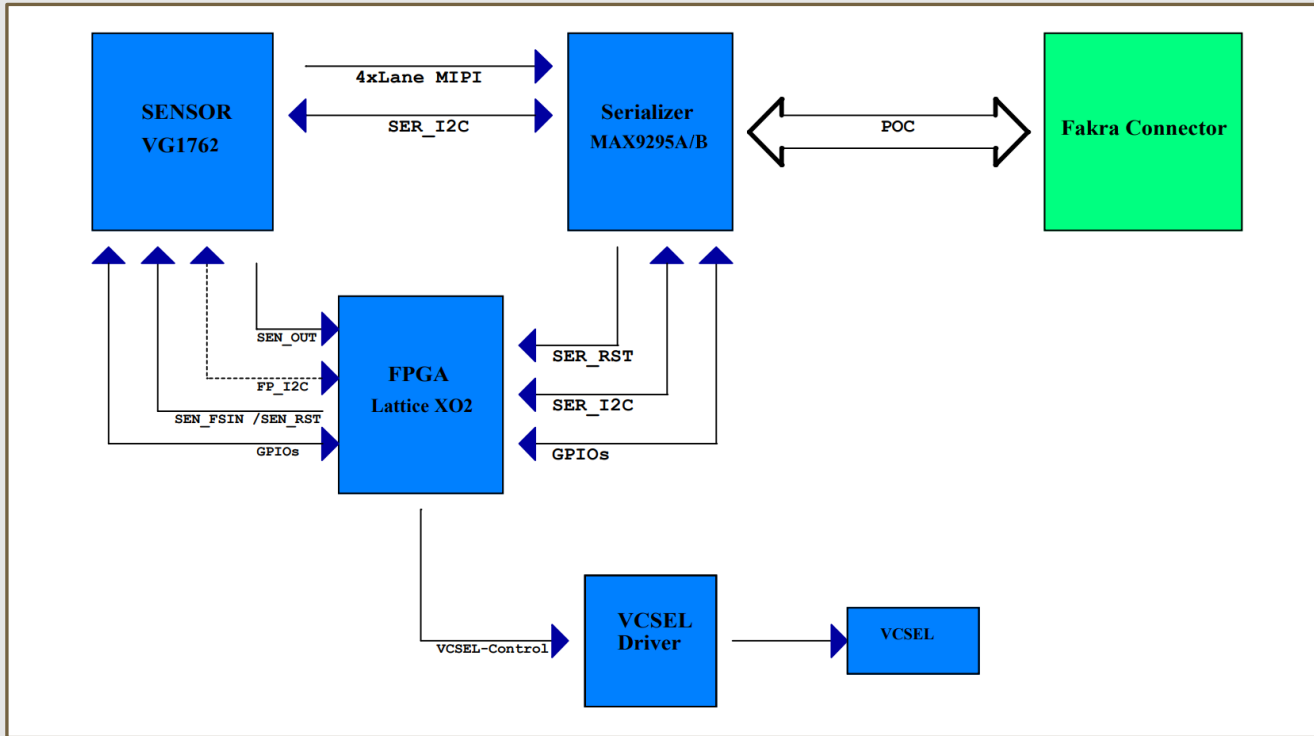 SENSOR
VG1762
4xLane MIPI
SER_I2C
Serializer
MAX9295A/B
POC
Fakra Connector
SEN_OUT
FP_I2C
SEN_FSIN /SEN_RST
GPIOs
FPGA
Lattice XO2
SER_RST
SER_I2C
GPIOs
VCSEL-Control
VCSEL
Driver
VCSEL